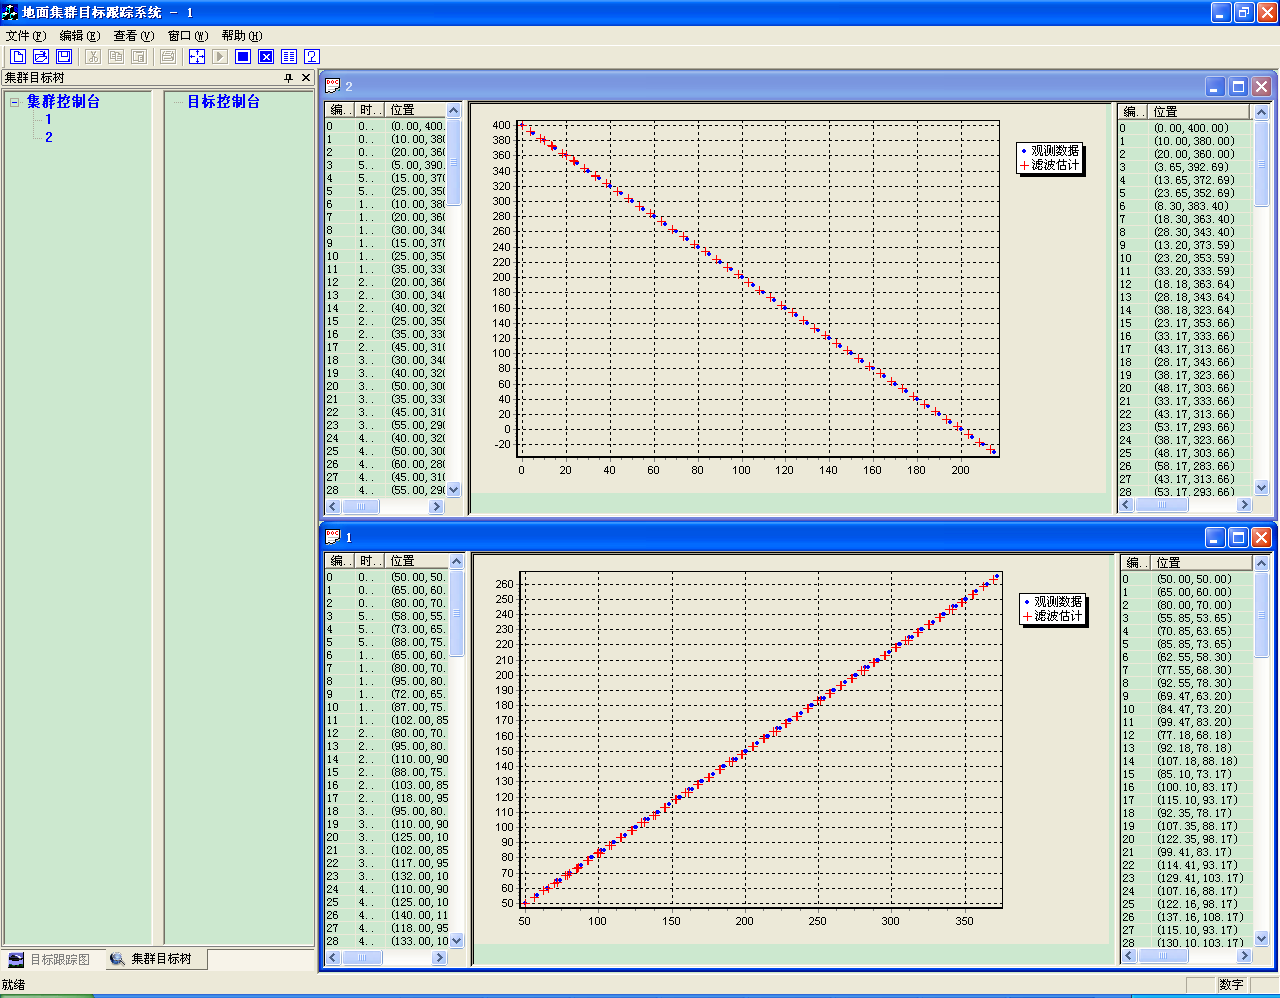 地面集群目标跟踪系统 - 1
文件(F) 编辑(E) 查看(V) 窗口(W) 帮助(H)
集群目标树
集群控制台
1
2
目标控制台
2
编.. 时.. 位置
0 0.. (0.00,400.
1 0.. (10.00,380
2 0.. (20.00,360
3 5.. (5.00,390.
4 5.. (15.00,370
5 5.. (25.00,350
6 1.. (10.00,380
7 1.. (20.00,360
8 1.. (30.00,340
9 1.. (15.00,370
10 1.. (25.00,350
11 1.. (35.00,330
12 2.. (20.00,360
13 2.. (30.00,340
14 2.. (40.00,320
15 2.. (25.00,350
16 2.. (35.00,330
17 2.. (45.00,310
18 3.. (30.00,340
19 3.. (40.00,320
20 3.. (50.00,300
21 3.. (35.00,330
22 3.. (45.00,310
23 3.. (55.00,290
24 4.. (40.00,320
25 4.. (50.00,300
26 4.. (60.00,280
27 4.. (45.00,310
28 4.. (55.00,290
400
380
360
340
320
300
280
260
240
220
200
180
160
140
120
100
80
60
40
20
0
-20
0 20 40 60 80 100 120 140 160 180 200
观测数据
滤波估计
编.. 位置
0 (0.00,400.00)
1 (10.00,380.00)
2 (20.00,360.00)
3 (3.65,392.69)
4 (13.65,372.69)
5 (23.65,352.69)
6 (8.30,383.40)
7 (18.30,363.40)
8 (28.30,343.40)
9 (13.20,373.59)
10 (23.20,353.59)
11 (33.20,333.59)
12 (18.18,363.64)
13 (28.18,343.64)
14 (38.18,323.64)
15 (23.17,353.66)
16 (33.17,333.66)
17 (43.17,313.66)
18 (28.17,343.66)
19 (38.17,323.66)
20 (48.17,303.66)
21 (33.17,333.66)
22 (43.17,313.66)
23 (53.17,293.66)
24 (38.17,323.66)
25 (48.17,303.66)
26 (58.17,283.66)
27 (43.17,313.66)
28 (53.17,293.66)
1
编.. 时.. 位置
0 0.. (50.00,50.
1 0.. (65.00,60.
2 0.. (80.00,70.
3 5.. (58.00,55.
4 5.. (73.00,65.
5 5.. (88.00,75.
6 1.. (65.00,60.
7 1.. (80.00,70.
8 1.. (95.00,80.
9 1.. (72.00,65.
10 1.. (87.00,75.
11 1.. (102.00,85
12 2.. (80.00,70.
13 2.. (95.00,80.
14 2.. (110.00,90
15 2.. (88.00,75.
16 2.. (103.00,85
17 2.. (118.00,95
18 3.. (95.00,80.
19 3.. (110.00,90
20 3.. (125.00,10
21 3.. (102.00,85
22 3.. (117.00,95
23 3.. (132.00,10
24 4.. (110.00,90
25 4.. (125.00,10
26 4.. (140.00,11
27 4.. (118.00,95
28 4.. (133.00,10
260
250
240
230
220
210
200
190
180
170
160
150
140
130
120
110
100
90
80
70
60
50
50 100 150 200 250 300 350
观测数据
滤波估计
编.. 位置
0 (50.00,50.00)
1 (65.00,60.00)
2 (80.00,70.00)
3 (55.85,53.65)
4 (70.85,63.65)
5 (85.85,73.65)
6 (62.55,58.30)
7 (77.55,68.30)
8 (92.55,78.30)
9 (69.47,63.20)
10 (84.47,73.20)
11 (99.47,83.20)
12 (77.18,68.18)
13 (92.18,78.18)
14 (107.18,88.18)
15 (85.10,73.17)
16 (100.10,83.17)
17 (115.10,93.17)
18 (92.35,78.17)
19 (107.35,88.17)
20 (122.35,98.17)
21 (99.41,83.17)
22 (114.41,93.17)
23 (129.41,103.17)
24 (107.16,88.17)
25 (122.16,98.17)
26 (137.16,108.17)
27 (115.10,93.17)
28 (130.10,103.17)
目标跟踪图 集群目标树
就绪
数字